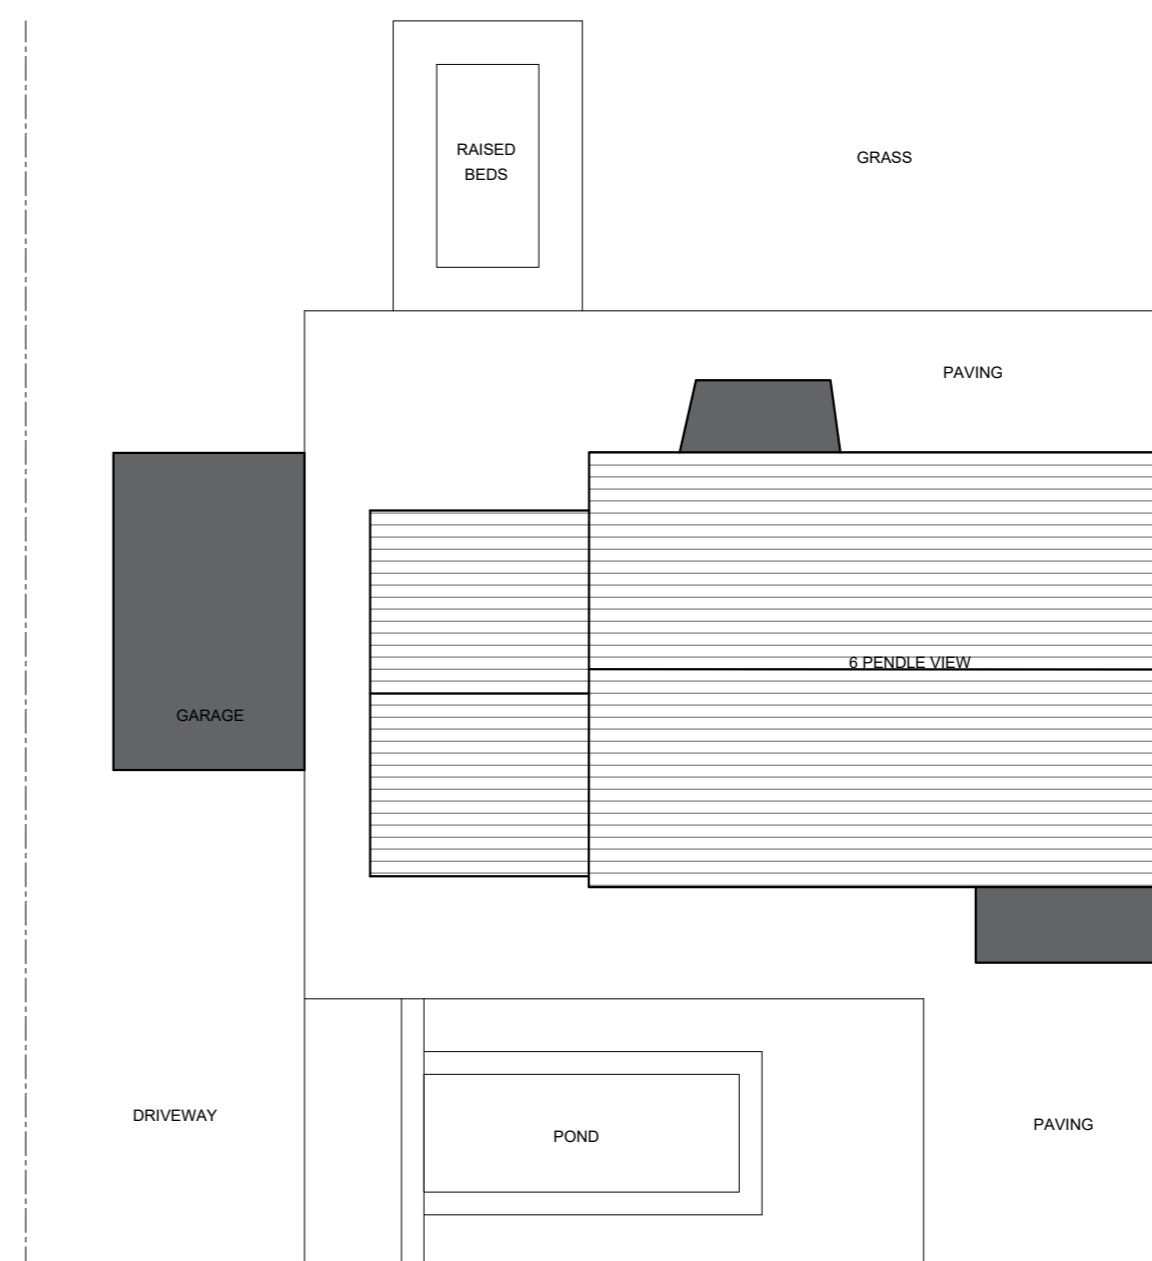 RAISED
BEDS
GRASS
PAVING
6 PENDLE VIEW
GARAGE
DRIVEWAY
POND
PAVING